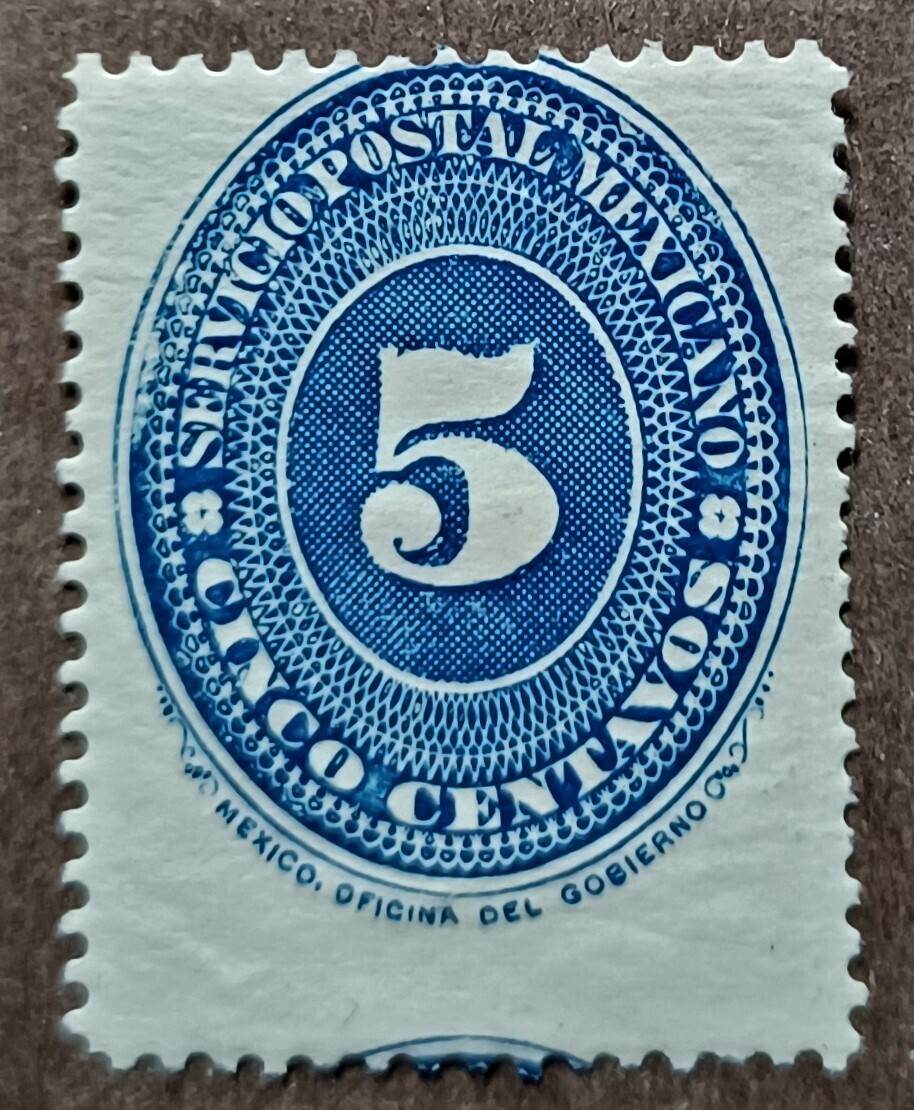 SERVICIO POSTAL MEXICANO
5
CINCO CENTAVOS
MEXICO. OFICINA DEL GOBIERNO